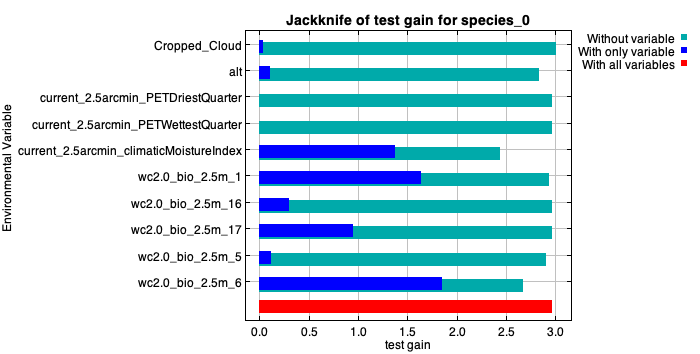 Jackknife of test gain for species_0
Without variable
With only variable
With all variables
Environmental Variable
Cropped_Cloud
alt
current_2.5arcmin_PETDriestQuarter
current_2.5arcmin_PETWettestQuarter
current_2.5arcmin_climaticMoistureIndex
wc2.0_bio_2.5m_1
wc2.0_bio_2.5m_16
wc2.0_bio_2.5m_17
wc2.0_bio_2.5m_5
wc2.0_bio_2.5m_6
0.0 0.5 1.0 1.5 2.0 2.5 3.0
test gain